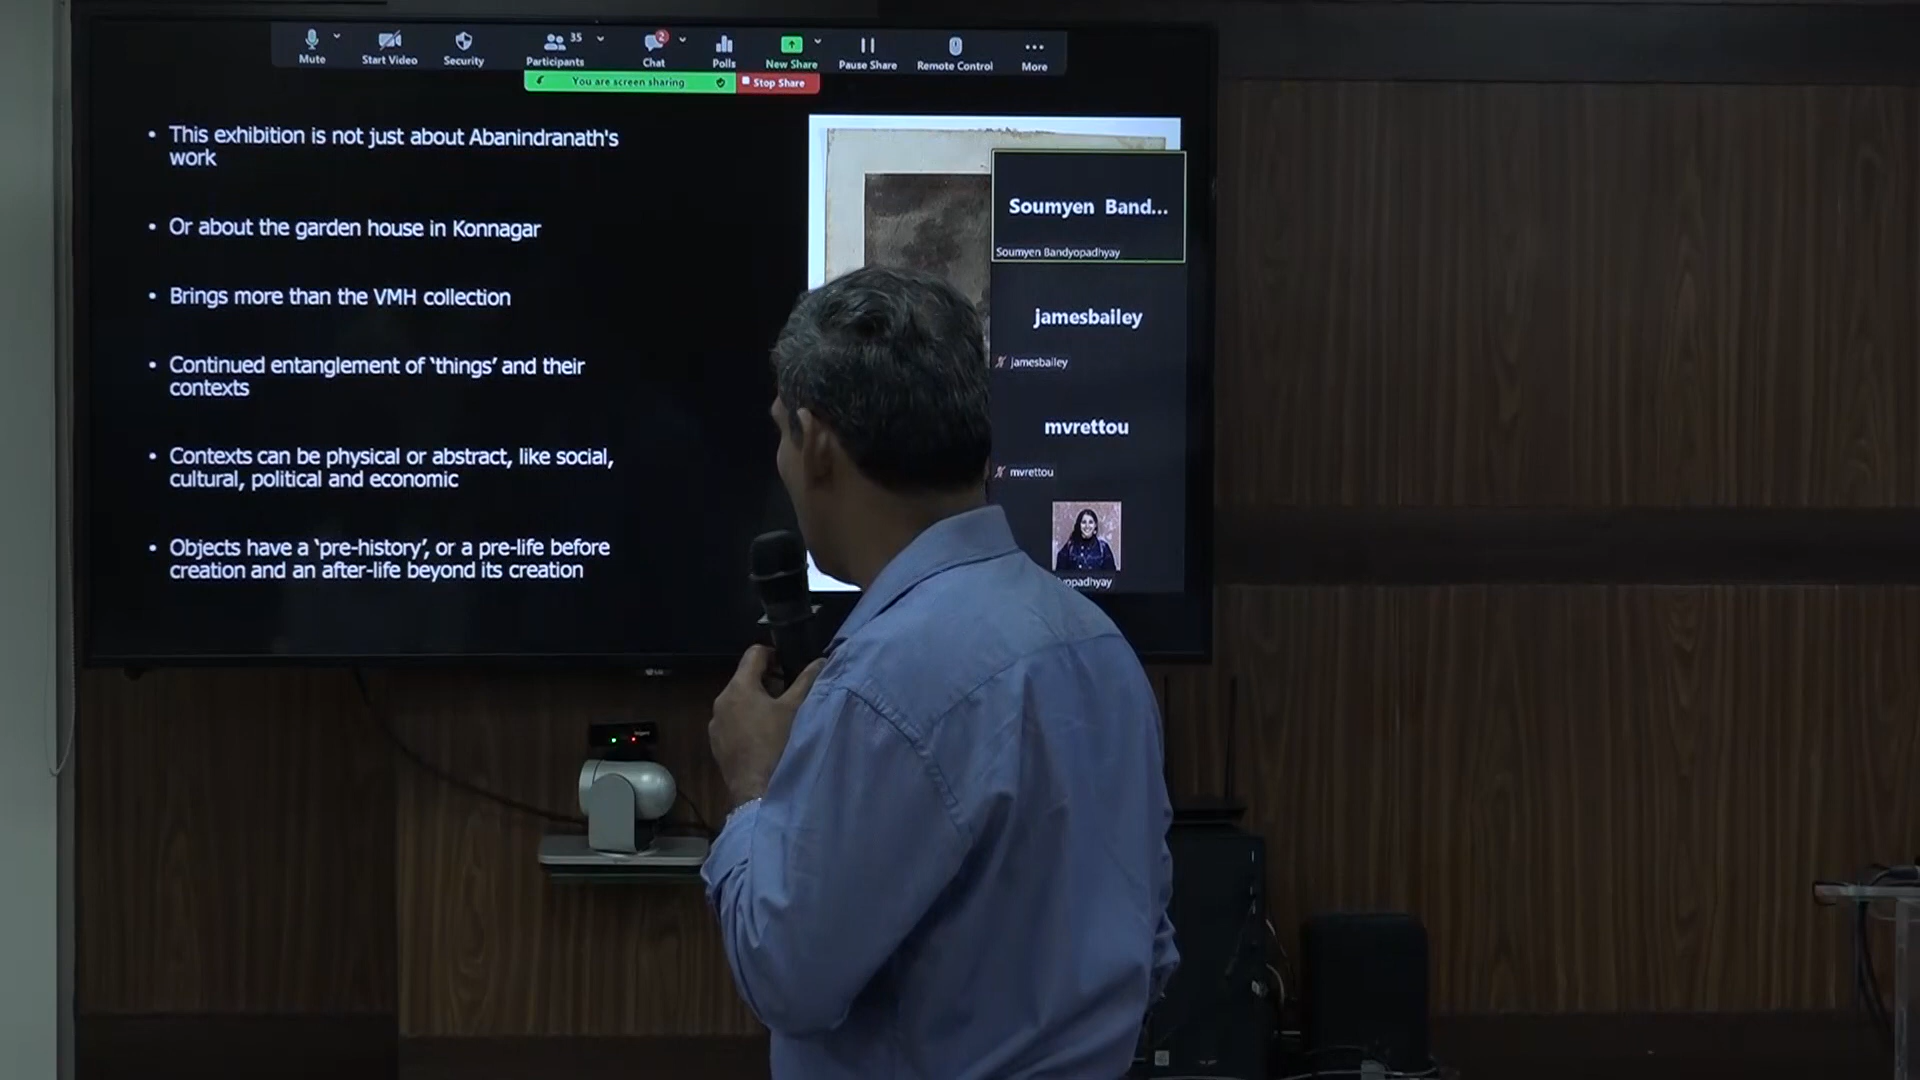 35
2
Mute
Start Video
Security
Participants
Chat
Polls
New Share
Pause Share
Remote Control
More
You are screen sharing
Stop Share
• This exhibition is not just about Abanindranath's
work
• Or about the garden house in Konnagar
• Brings more than the VMH collection
• Continued entanglement of ‘things’ and their
contexts
• Contexts can be physical or abstract, like social,
cultural, political and economic
• Objects have a ‘pre-history’, or a pre-life before
creation and an after-life beyond its creation
Soumyen Band...
Soumyen Bandyopadhyay
jamesbailey
jamesbailey
mvrettou
mvrettou
yopadhyay
LG